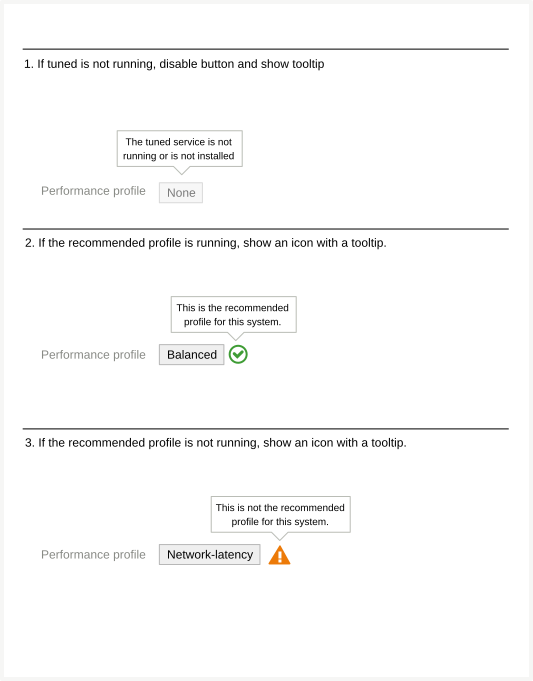 1. If tuned is not running, disable button and show tooltip
The tuned service is not
running or is not installed
Performance profile
None
2. If the recommended profile is running, show an icon with a tooltip.
This is the recommended
profile for this system.
Performance profile
Balanced
3. If the recommended profile is not running, show an icon with a tooltip.
This is not the recommended
profile for this system.
Performance profile
Network-latency